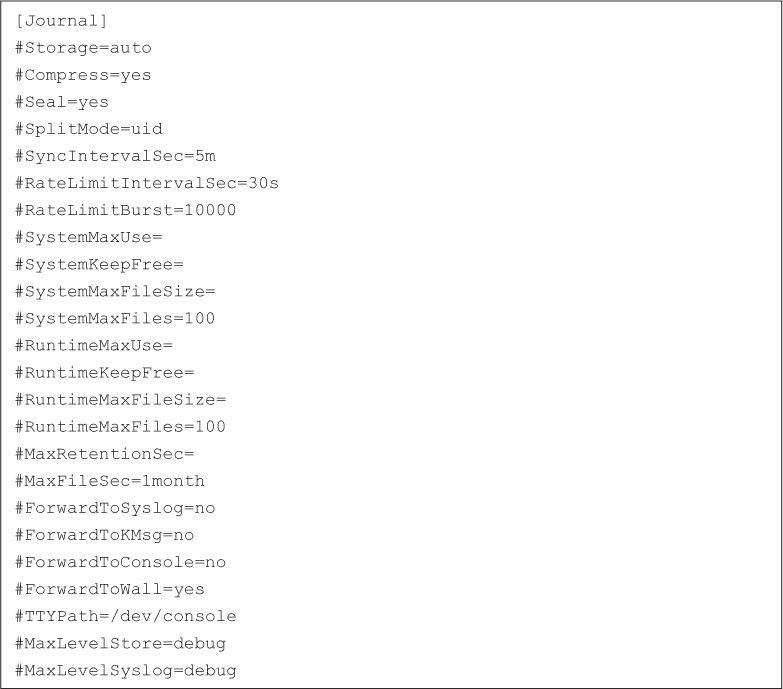 [Journal]
#Storage=auto
#Compress=yes
#Seal=yes
#SplitMode=uid
#SyncIntervalSec=5m
#RateLimitIntervalSec=30s
#RateLimitBurst=10000
#SystemMaxUse=
#SystemKeepFree=
#SystemMaxFileSize=
#SystemMaxFiles=100
#RuntimeMaxUse=
#RuntimeKeepFree=
#RuntimeMaxFileSize=
#RuntimeMaxFiles=100
#MaxRetentionSec=
#MaxFileSec=1month
#ForwardToSyslog=no
#ForwardToKMsg=no
#ForwardToConsole=no
#ForwardToWall=yes
#TTYPath=/dev/console
#MaxLevelStore=debug
#MaxLevelSyslog=debug